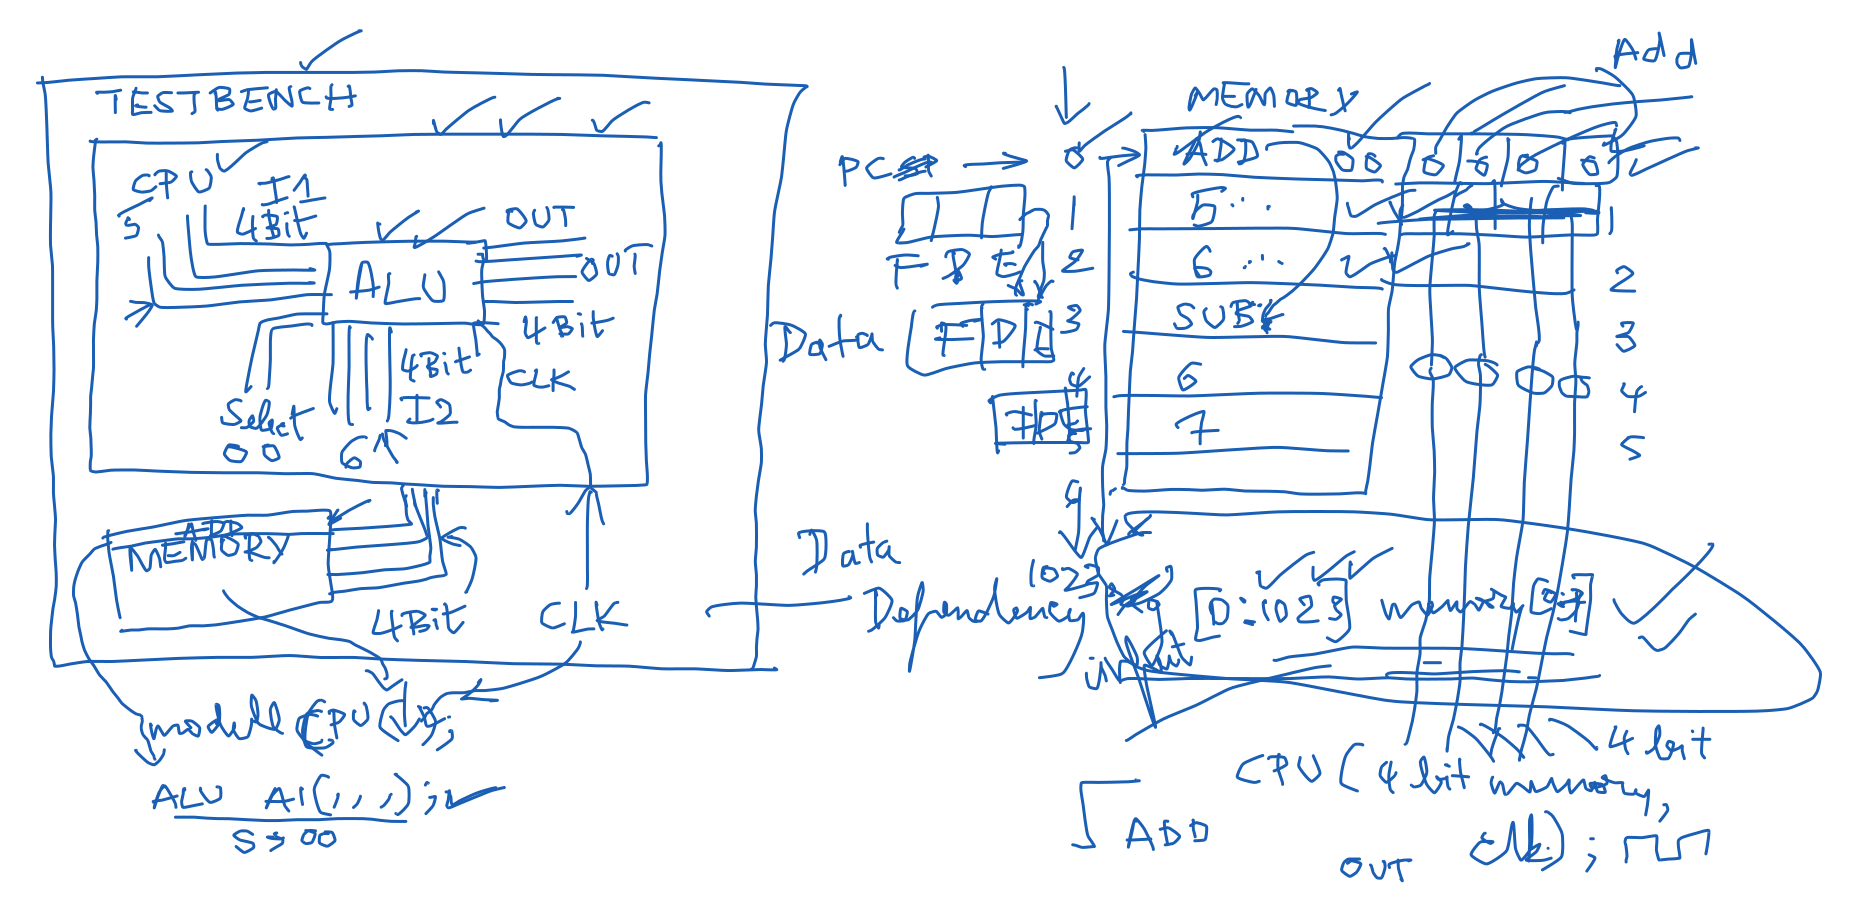 TESTBENCH
CPU
I1
5
4Bit
OUT
ALU
OUT
4Bit
4Bit
CLK
Select
I2
00
6
ADD
MEMORY
4Bit
CLK
module CPU ( );
ALU A1(,,,);
S → 00
MEMORY
Add
PC
0
ADD
00
0
0
0
0
1
5...
1
F D E
2
6 ...
2
Data
F D E
3
SUB
3
4
6
4
F D E
5
7
5
9
Data
Dependency
1023
[0:1023] memory [0:3]
input
4 bit
CPU (4 bit memory,
clk);
ADD
OUT